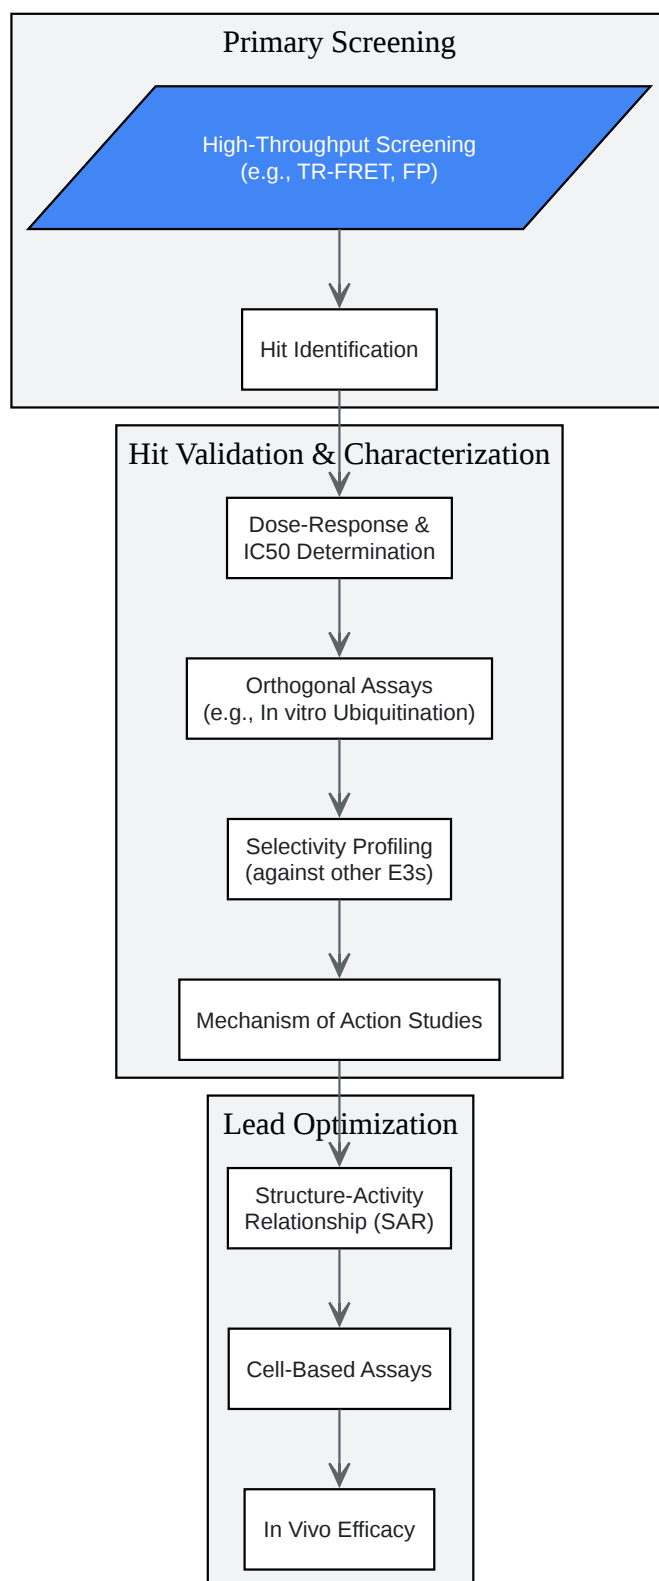 Primary Screening
High-Throughput Screening
(e.g., TR-FRET, FP)
Hit Identification
Hit Validation & Characterization
Dose-Response &
IC50 Determination
Orthogonal Assays
(e.g., In vitro Ubiquitination)
Selectivity Profiling
(against other E3s)
Mechanism of Action Studies
Lead Optimization
Structure-Activity
Relationship (SAR)
Cell-Based Assays
In Vivo Efficacy